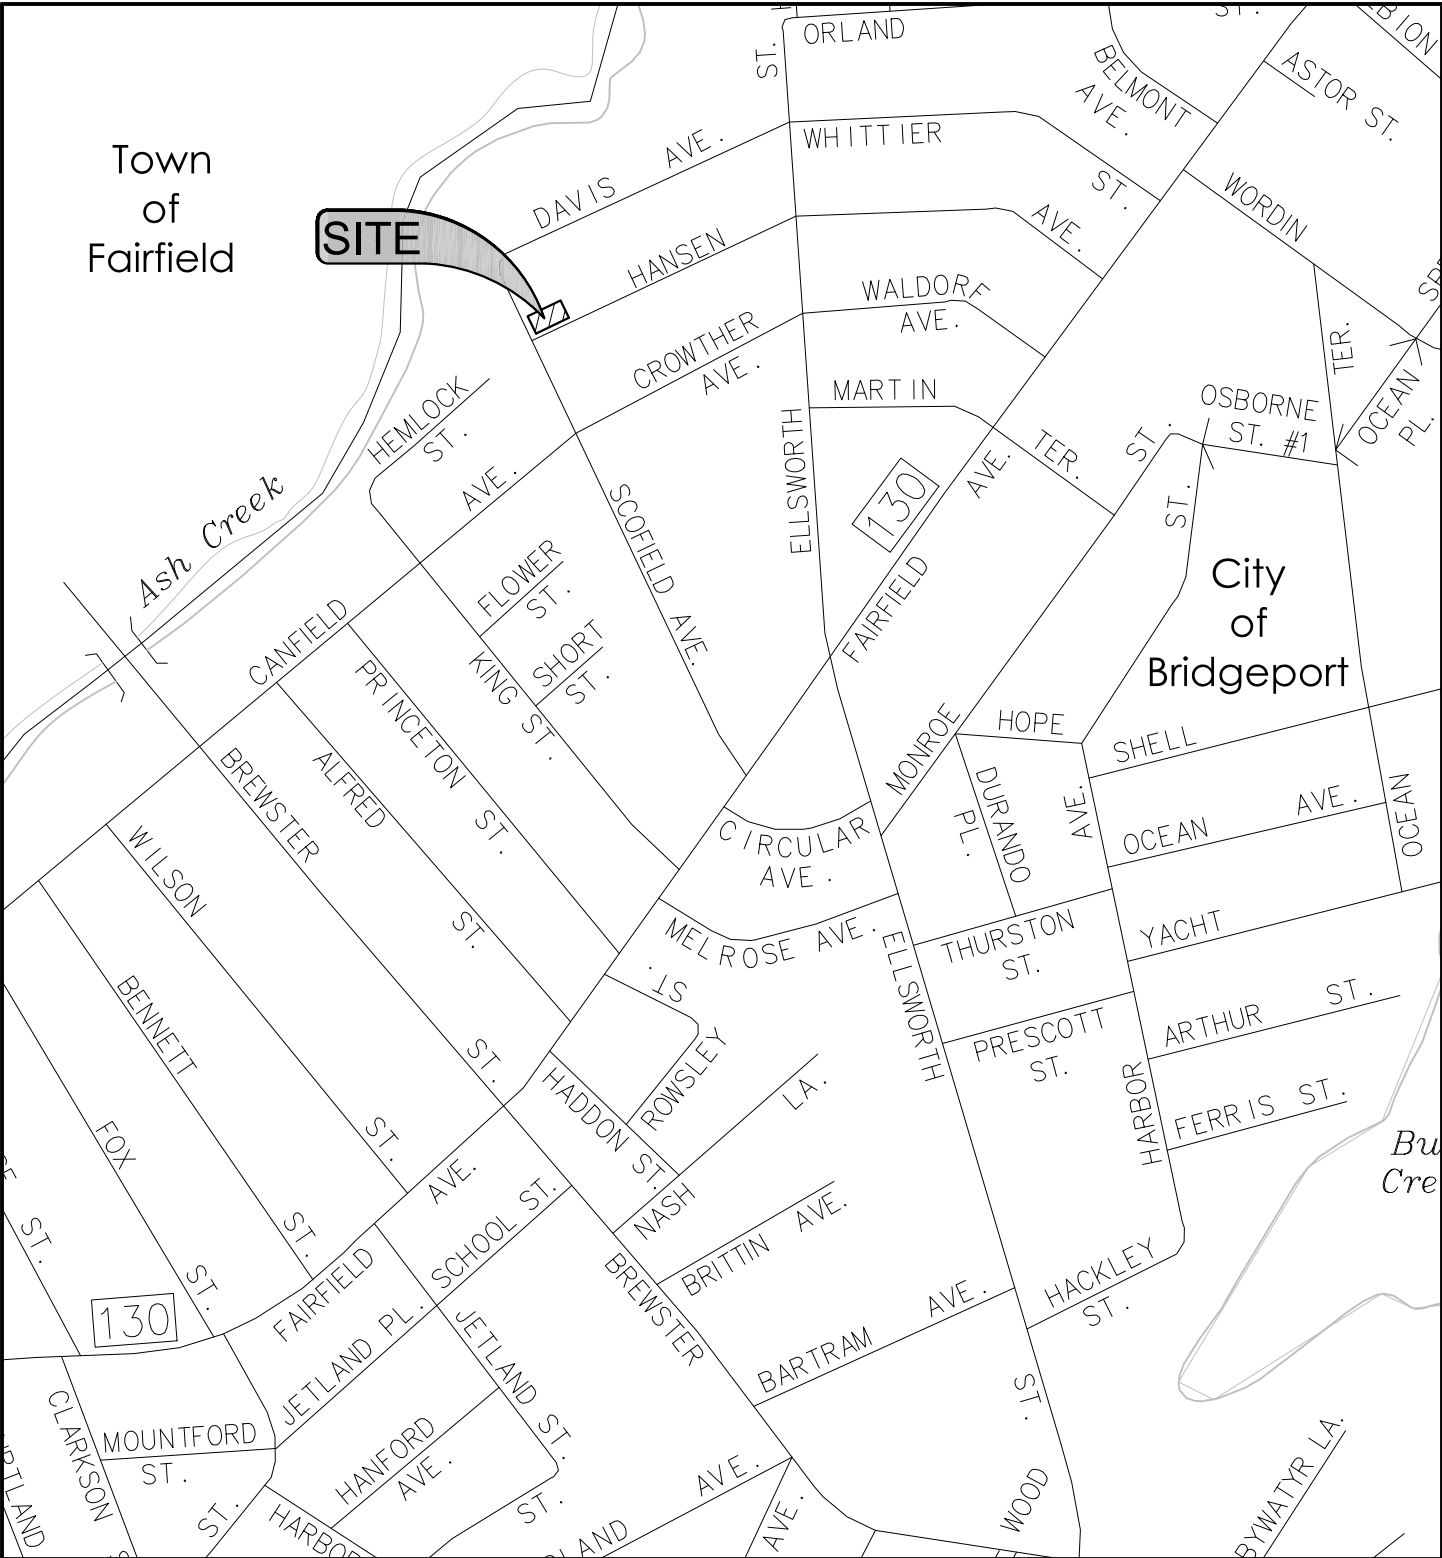 ORLAND
ST.
ST.
BELMONT
AVE.
ASTOR ST.
Town
of
Fairfield
DAVIS AVE.
WHITTIER
ST.
WORDIN
SITE
HANSEN
AVE.
WALDORF
AVE.
CROWTHER
AVE.
TER.
HEMLOCK
ST.
MARTIN
TER.
OSBORNE
ST. #1
OCEAN
PL.
ELLSWORTH
130
AVE.
ST.
ST.
AVE.
SCOFIELD AVE.
Ash Creek
FLOWER
ST.
FAIRFIELD
City
of
Bridgeport
CANFIELD
PRINCETON ST.
KING ST.
SHORT
ST.
MONROE
HOPE
SHELL
BREWSTER
ALFRED
ST.
DURANDO
PL.
AVE.
OCEAN AVE.
OCEAN
CIRCULAR
AVE.
WILSON
MELROSE AVE.
ELLSWORTH
THURSTON
ST.
YACHT
ST.
BENNETT
ROWSLEY
PRESCOTT
ST.
ARTHUR ST.
ST.
HADDON ST.
LA.
HARBOR
FERRIS ST.
FOX
ST.
AVE.
SCHOOL ST.
NASH
ST.
ST.
BRITTIN AVE.
ST.
FAIRFIELD
130
BREWSTER
HACKLEY
ST.
JETLAND PL.
JETLAND ST.
BARTRAM AVE.
CLARKSON
MOUNTFORD
ST.
HANFORD
AVE.
ST.
BYWATYR LA.
ST.
ST.
AVE.
AVE.
WOOD